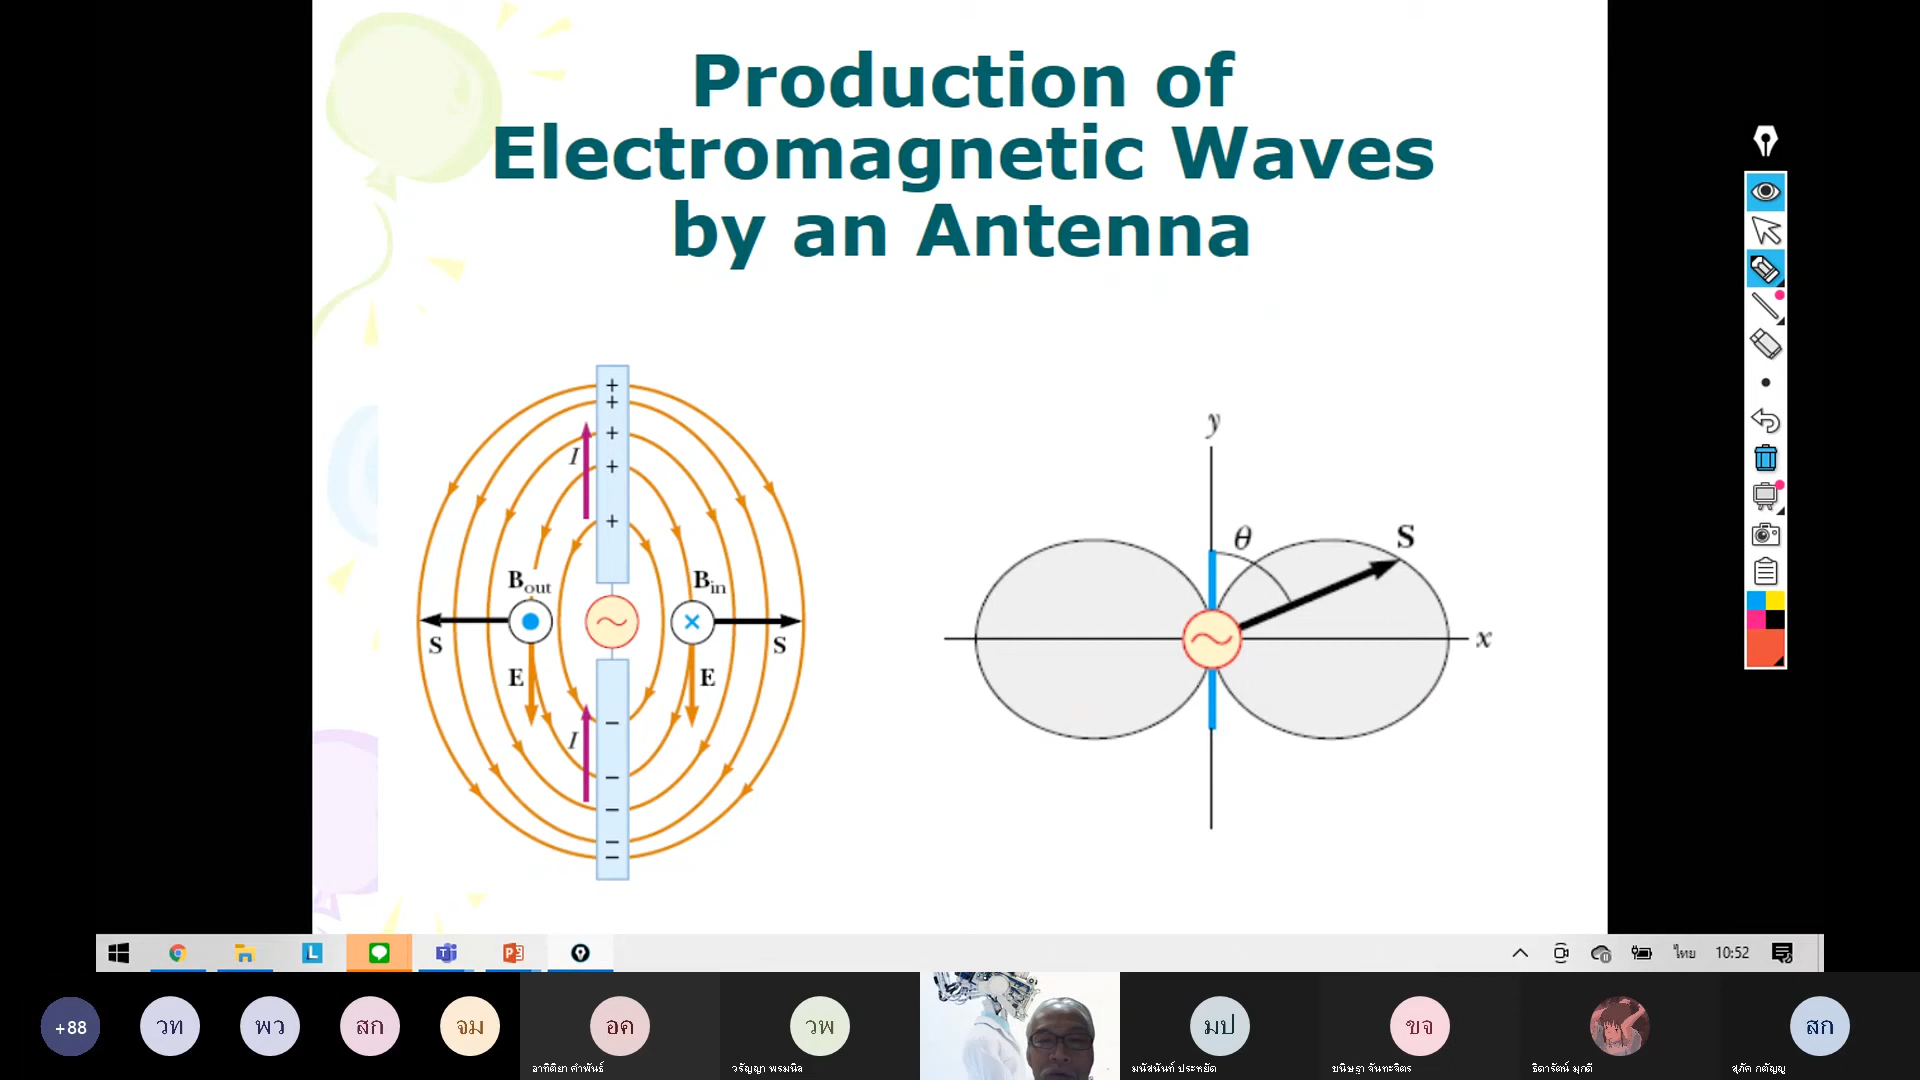 Production of
Electromagnetic Waves
by an Antenna
I
B out
B in
S
S
E
E
I
y
θ
S
x
ไทย
10:52
+88
วท
พว
สก
จม
อค
วพ
มป
ขจ
สก
อาทิติยา คำพันธ์
วรัญญา พรมนิล
มนัสนันท์ ประหยัด
ขนิษฐา จันทะจิตร
ธิดารัตน์ มุกดี
สุภัค กตัญญู